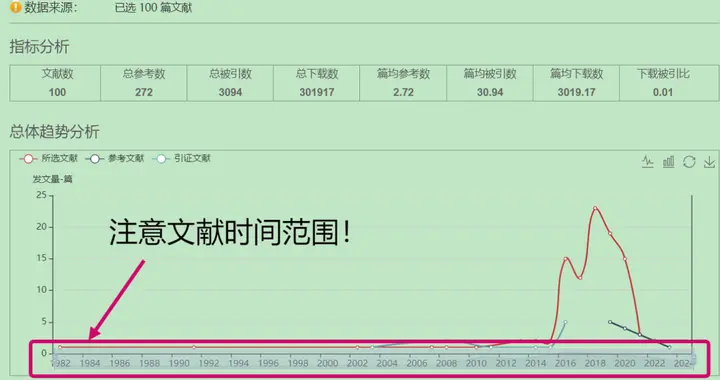 数据来源： 已选 100 篇文献
指标分析
文献数 总参考数 总被引数 总下载数 篇均参考数 篇均被引数 篇均下载数 下载被引比
100 272 3094 301917 2.72 30.94 3019.17 0.01
总体趋势分析
所选文献 参考文献 引证文献
发文量-篇
25
20
注意文献时间范围！
15
10
5
0
1982 1984 1986 1988 1990 1992 1994 1996 1998 2000 2002 2004 2006 2008 2010 2012 2014 2016 2018 2020 2022 2024